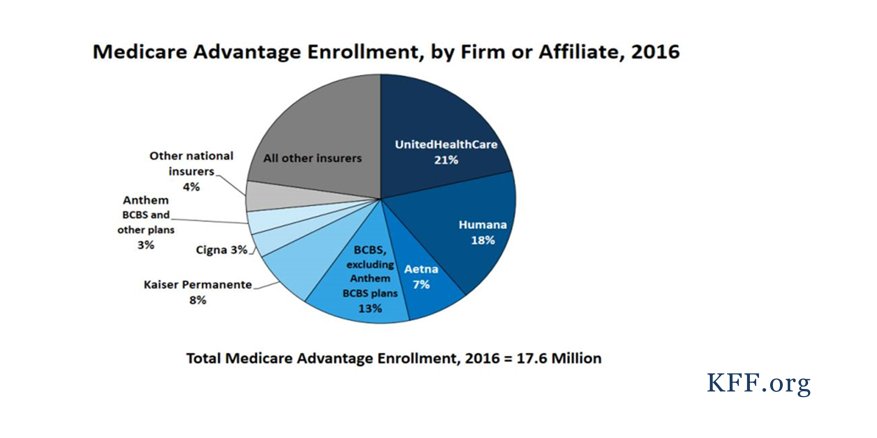 Medicare Advantage Enrollment, by Firm or Affiliate, 2016
UnitedHealthCare
21%
Humana
18%
Aetna
7%
BCBS,
excluding
Anthem
BCBS plans
13%
Kaiser Permanente
8%
Cigna 3%
Anthem
BCBS and
other plans
3%
Other national
insurers
4%
All other insurers
Total Medicare Advantage Enrollment, 2016 = 17.6 Million
KFF.org